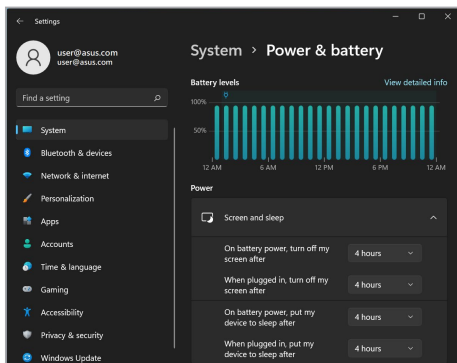 Settings
user@asus.com
user@asus.com
Find a setting
System
Bluetooth & devices
Network & internet
Personalization
Apps
Accounts
Time & language
Gaming
Accessibility
Privacy & security
Windows Update
System > Power & battery
Battery levels
View detailed info
100%
50%
12 AM 6 AM 12 PM 6 PM 12 AM
Power
Screen and sleep
On battery power, turn off my
screen after
4 hours
When plugged in, turn off my
screen after
4 hours
On battery power, put my
device to sleep after
4 hours
When plugged in, put my
device to sleep after
4 hours